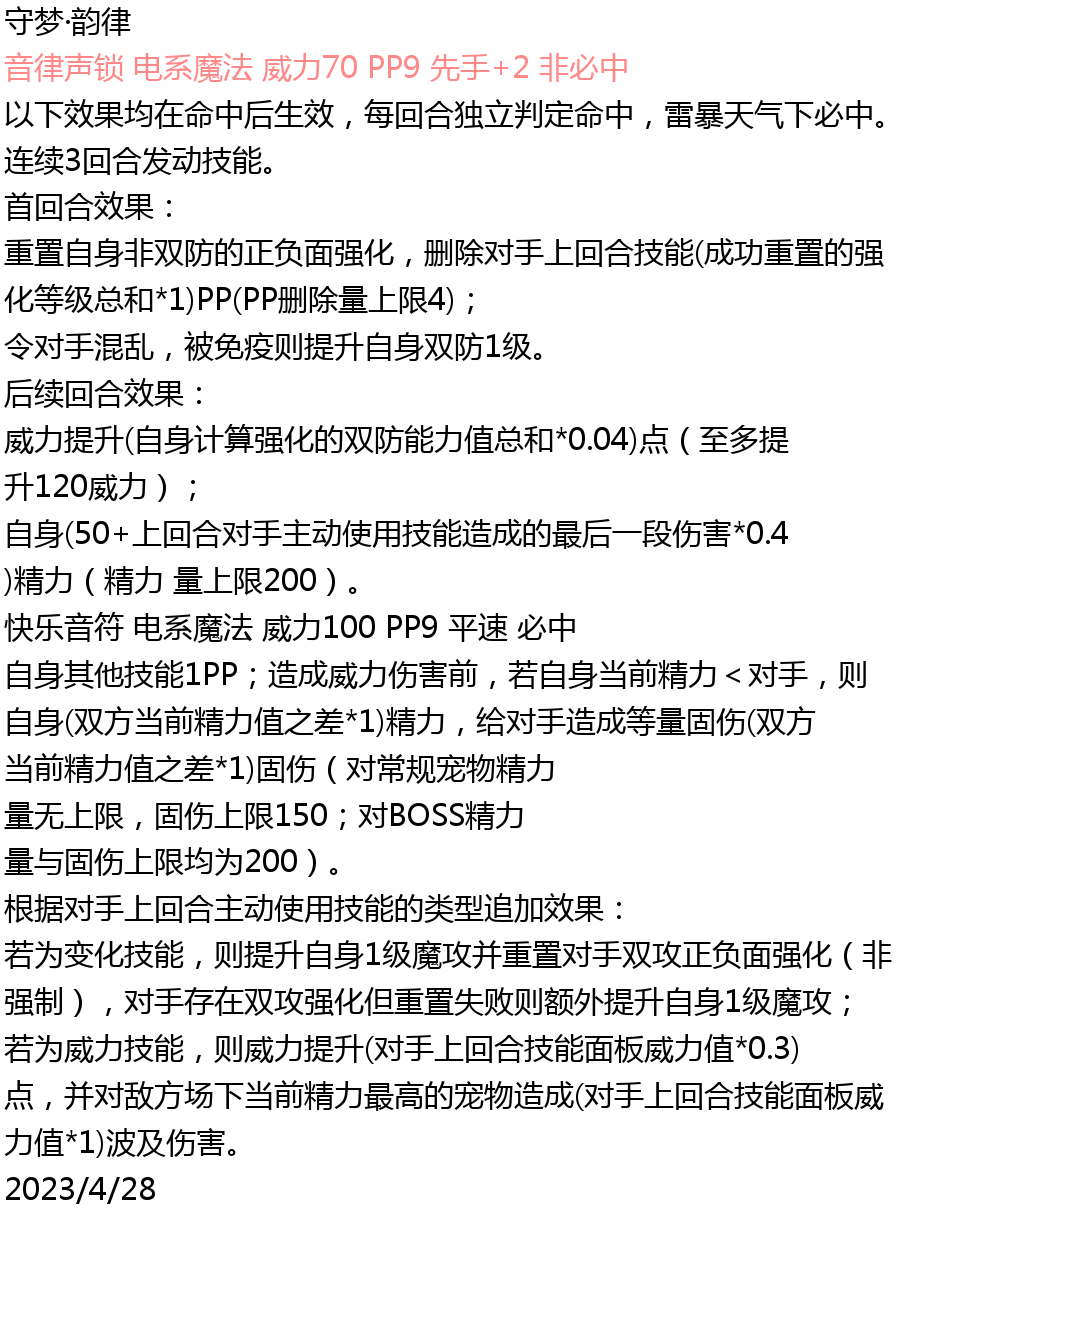 守梦·韵律
音律声锁 电系魔法 威力70 PP9 先手+2 非必中
以下效果均在命中后生效，每回合独立判定命中，雷暴天气下必中。
连续3回合发动技能。
首回合效果：
重置自身非双防的正负面强化，删除对手上回合技能(成功重置的强
化等级总和*1)PP(PP删除量上限4)；
令对手混乱，被免疫则提升自身双防1级。
后续回合效果：
威力提升(自身计算强化的双防能力值总和*0.04)点（至多提
升120威力）；
自身(50+上回合对手主动使用技能造成的最后一段伤害*0.4
)精力（精力 量上限200）。
快乐音符 电系魔法 威力100 PP9 平速 必中
自身其他技能1PP；造成威力伤害前，若自身当前精力＜对手，则
自身(双方当前精力值之差*1)精力，给对手造成等量固伤(双方
当前精力值之差*1)固伤（对常规宠物精力
量无上限，固伤上限150；对BOSS精力
量与固伤上限均为200）。
根据对手上回合主动使用技能的类型追加效果：
若为变化技能，则提升自身1级魔攻并重置对手双攻正负面强化（非
强制），对手存在双攻强化但重置失败则额外提升自身1级魔攻；
若为威力技能，则威力提升(对手上回合技能面板威力值*0.3)
点，并对敌方场下当前精力最高的宠物造成(对手上回合技能面板威
力值*1)波及伤害。
2023/4/28